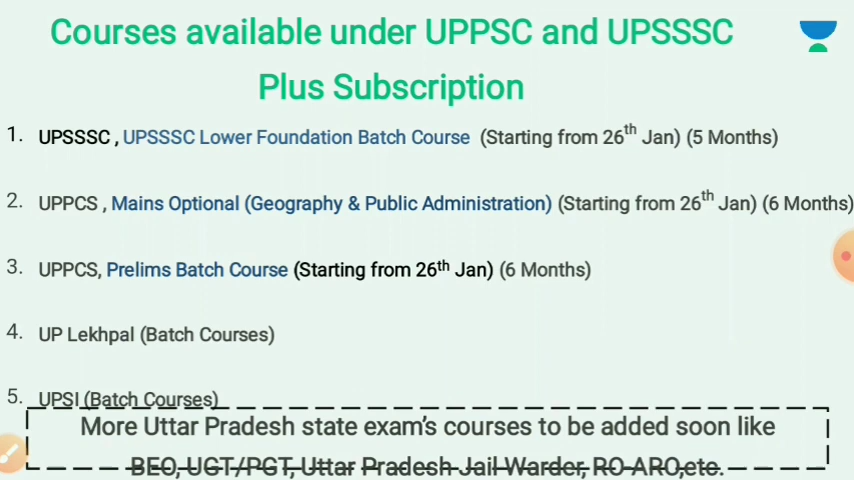 Courses available under UPPSC and UPSSSC
Plus Subscription
1. UPSSSC , UPSSSC Lower Foundation Batch Course (Starting from 26th Jan) (5 Months)
2. UPPCS , Mains Optional (Geography & Public Administration) (Starting from 26th Jan) (6 Months)
3. UPPCS, Prelims Batch Course (Starting from 26th Jan) (6 Months)
4. UP Lekhpal (Batch Courses)
5. UPSI (Batch Courses)
More Uttar Pradesh state exam's courses to be added soon like
BEO, UGT/PGT, Uttar Pradesh Jail Warder, RO-ARO,etc.